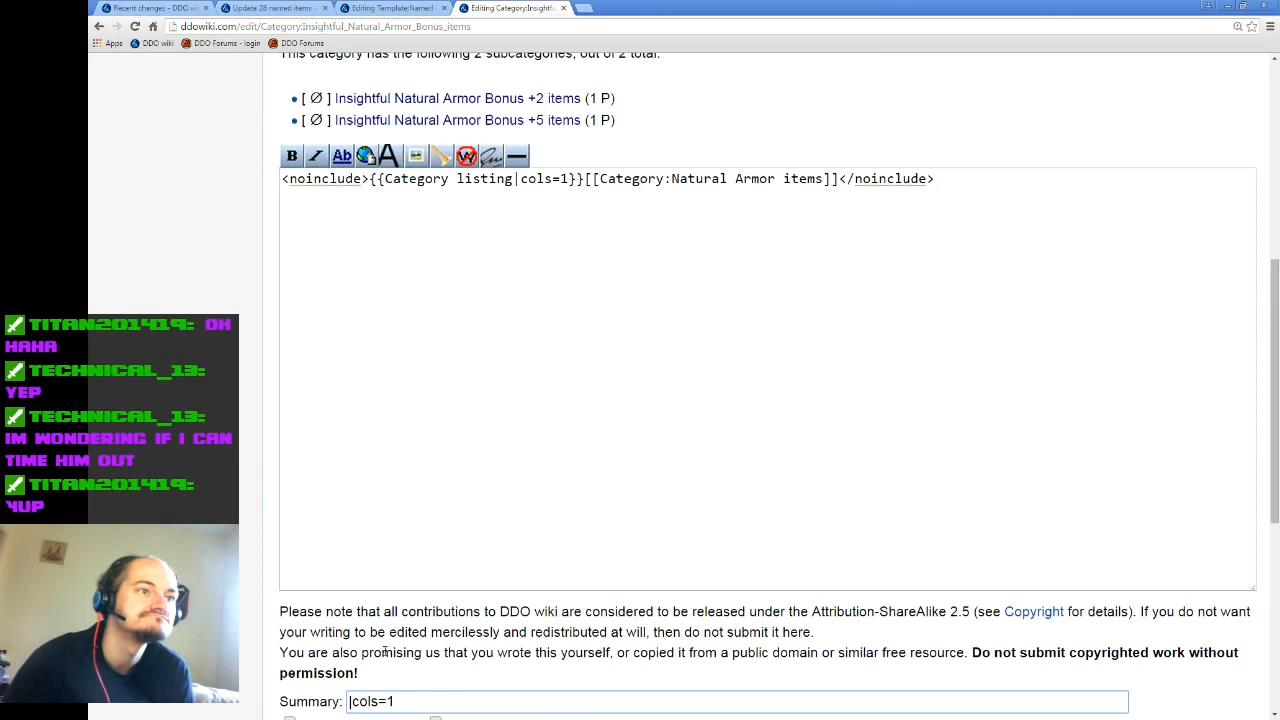 Recent changes - DDO w
Update 28 named items -
Editing Template:Named I
Editing Category:Insightfu
ddowiki.com/edit/Category:Insightful_Natural_Armor_Bonus_items
Apps DDO wiki DDO Forums - login DDO Forums
This category has the following 2 subcategories, out of 2 total.
[ Ø ] Insightful Natural Armor Bonus +2 items (1 P)
[ Ø ] Insightful Natural Armor Bonus +5 items (1 P)
B I Ab A W
<noinclude>{{Category listing|cols=1}}[[Category:Natural Armor items]]</noinclude>
TITAN201419: OH
HAHA
TECHNICAL_13:
YEP
TECHNICAL_13:
IM WONDERING IF I CAN
TIME HIM OUT
TITAN201419:
YUP
Please note that all contributions to DDO wiki are considered to be released under the Attribution-ShareAlike 2.5 (see Copyright for details). If you do not want
your writing to be edited mercilessly and redistributed at will, then do not submit it here.
You are also promising us that you wrote this yourself, or copied it from a public domain or similar free resource. Do not submit copyrighted work without
permission!
Summary: |cols=1